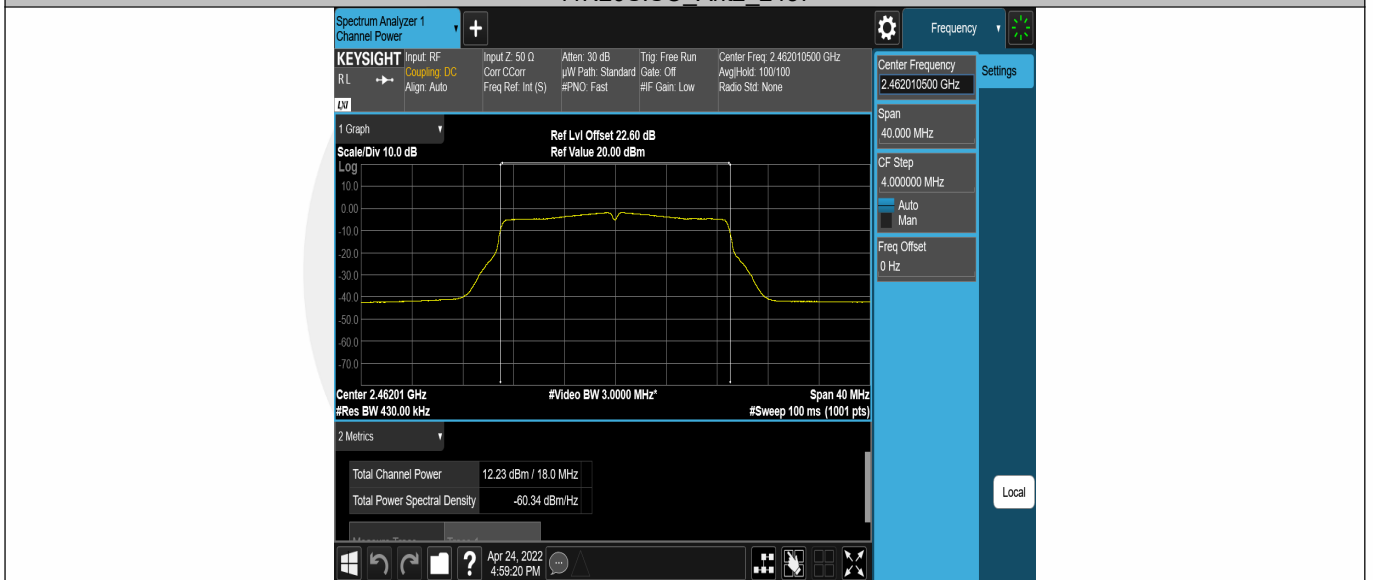 Spectrum Analyzer 1
Channel Power
Frequency
KEYSIGHT
RL
LXI
Input: RF
Coupling: DC
Align: Auto
Input Z: 50 Ω
Corr CCorr
Freq Ref: Int (S)
Atten: 30 dB
µW Path: Standard
#PNO: Fast
Trig: Free Run
Gate: Off
#IF Gain: Low
Center Freq: 2.462010500 GHz
Avg|Hold: 100/100
Radio Std: None
Center Frequency
2.462010500 GHz
Settings
Span
40.000 MHz
CF Step
4.000000 MHz
Auto
Man
Freq Offset
0 Hz
1 Graph
Scale/Div 10.0 dB
Ref Lvl Offset 22.60 dB
Ref Value 20.00 dBm
Log
10.0
0.00
-10.0
-20.0
-30.0
-40.0
-50.0
-60.0
-70.0
Center 2.46201 GHz
#Video BW 3.0000 MHz*
Span 40 MHz
#Res BW 430.00 kHz
#Sweep 100 ms (1001 pts)
2 Metrics
Total Channel Power 12.23 dBm / 18.0 MHz
Total Power Spectral Density -60.34 dBm/Hz
Local
?
Apr 24, 2022
4:59:20 PM